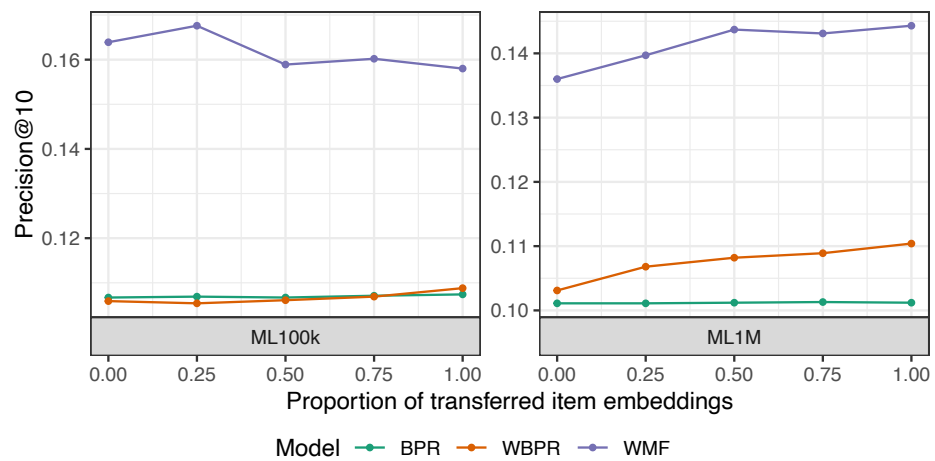 Precision@10
0.16
0.14
0.12
0.14
0.13
0.12
0.11
0.10
ML100k
ML1M
0.00 0.25 0.50 0.75 1.00
0.00 0.25 0.50 0.75 1.00
Proportion of transferred item embeddings
Model BPR WBPR WMF